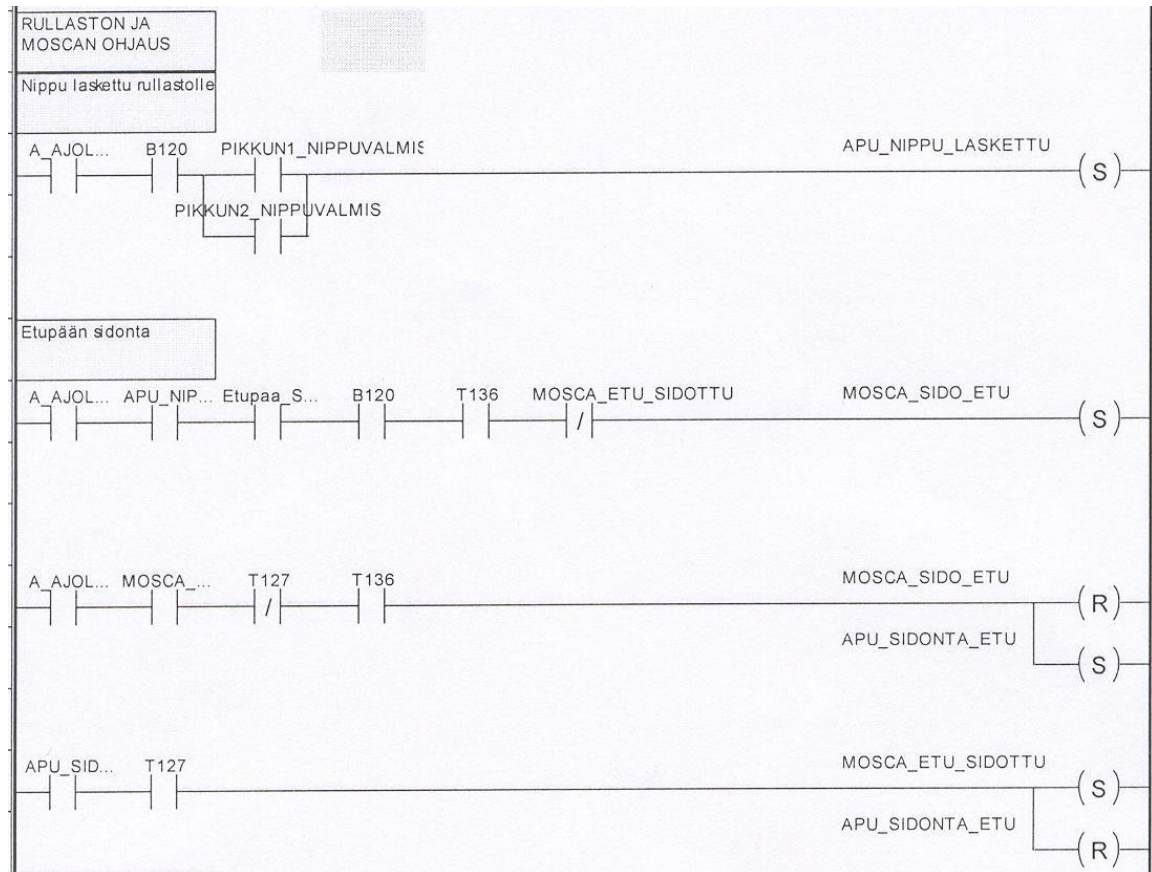 RULLASTON JA
MOSCAN OHJAUS
Nippu laskettu rullastolle
A_AJOL... B120 PIKKUN1_NIPPUVALMIS APU_NIPPU_LASKETTU
( S )
PIKKUN2_NIPPUVALMIS
Etupään sidonta
A_AJOL... APU_NIP... Etupaa_S... B120 T136 MOSCA_ETU_SIDOTTU MOSCA_SIDO_ETU
/ ( S )
A_AJOL... MOSCA_... T127 T136 MOSCA_SIDO_ETU
/ ( R )
APU_SIDONTA_ETU
( S )
APU_SID... T127 MOSCA_ETU_SIDOTTU
( S )
APU_SIDONTA_ETU
( R )